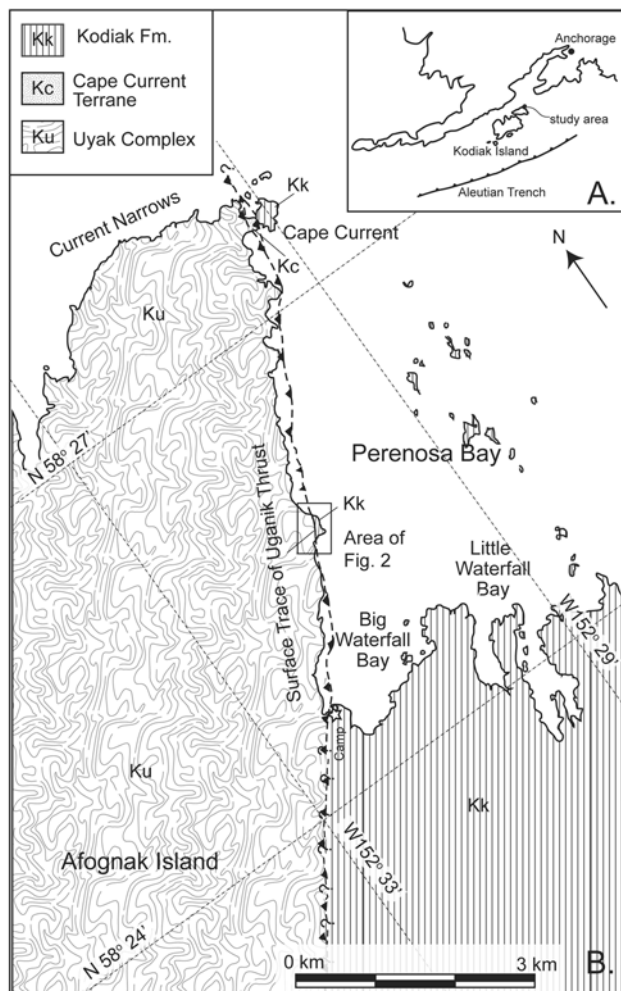 Kk
Kodiak Fm.
Kc
Cape Current
Terrane
Ku
Uyak Complex
Anchorage
study area
Kodiak Island
Aleutian Trench
A.
Current Narrows
Kk
Cape Current
Kc
N
Ku
N 58° 27'
Perenosa Bay
Surface Trace of Uganik Thrust
Kk
Area of
Fig. 2
Little
Waterfall
Bay
Big
Waterfall
Bay
W152° 29'
Camp
Ku
Kk
W152° 33'
Afognak Island
N 58° 24'
0 km
3 km
B.